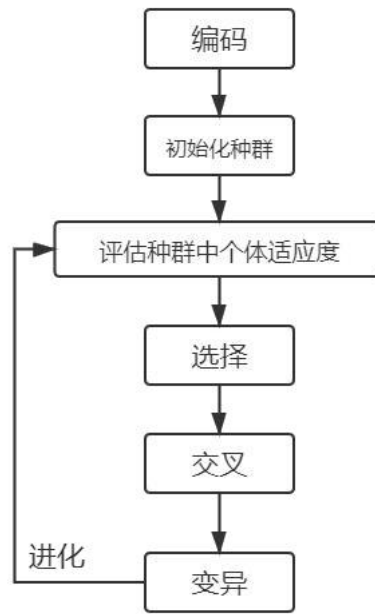 编码
初始化种群
评估种群中个体适应度
选择
交叉
进化
变异